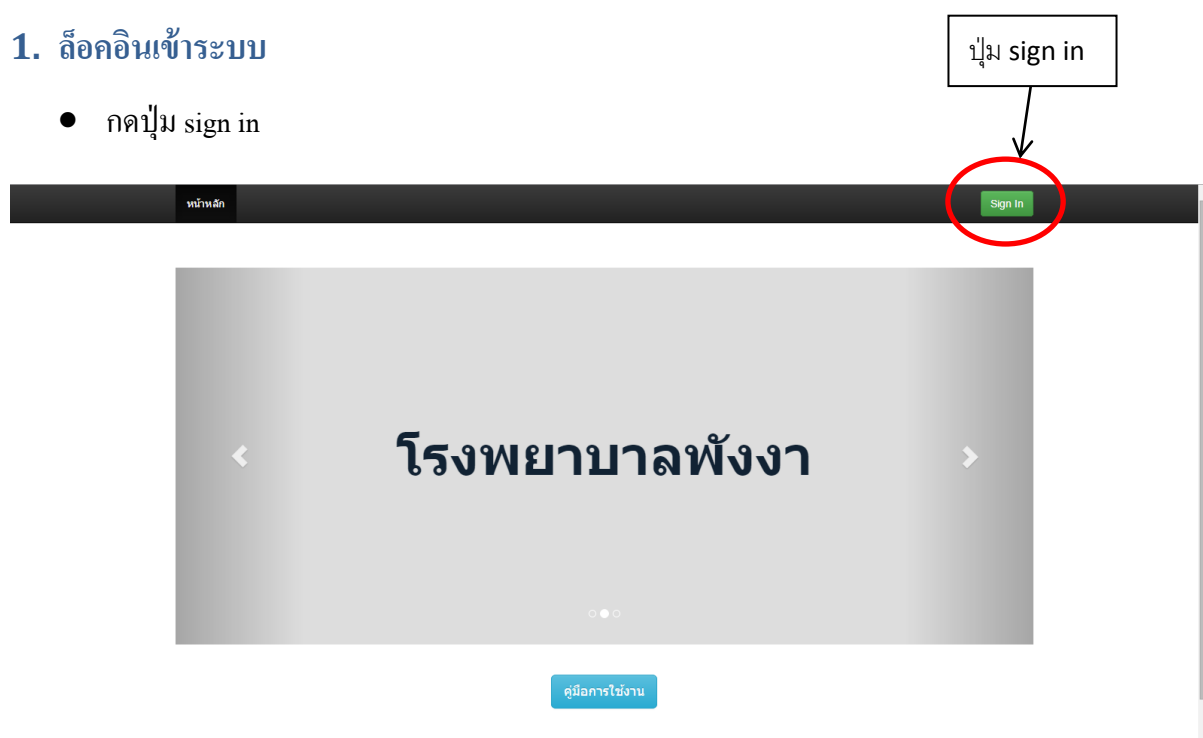 1. ล็อคอินเข้าระบบ
ปุ่ม sign in
● กดปุ่ม sign in
หน้าหลัก
Sign In
โรงพยาบาลพังงา
คู่มือการใช้งาน